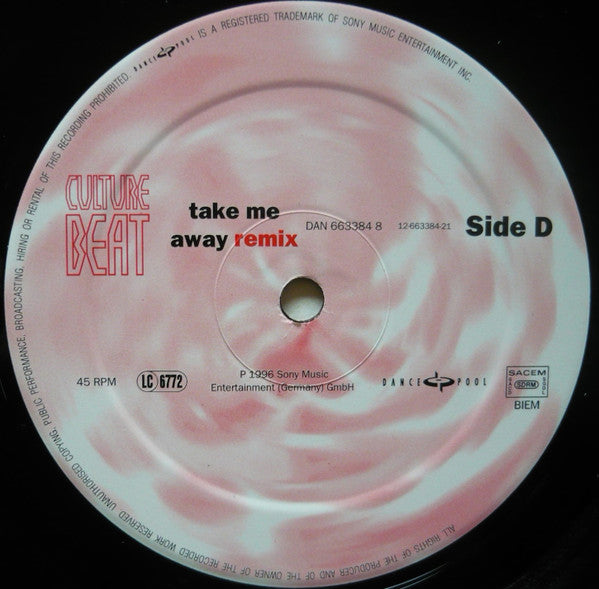 CULTURE
BEAT
take me
away remix
DAN 663384 8
12-663384-21
Side D
45 RPM
LC 6772
P 1996 Sony Music
Entertainment (Germany) GmbH
DANCE POOL
SACEM
SACD
SDRM
SGDL
BIEM
ALL RIGHTS OF THE PRODUCER AND OF THE OWNER OF THE RECORDED WORK RESERVED. UNAUTHORISED COPYING, PUBLIC PERFORMANCE, BROADCASTING, HIRING OR RENTAL OF THIS RECORDING PROHIBITED. DANCE POOL IS A REGISTERED TRADEMARK OF SONY MUSIC ENTERTAINMENT INC.